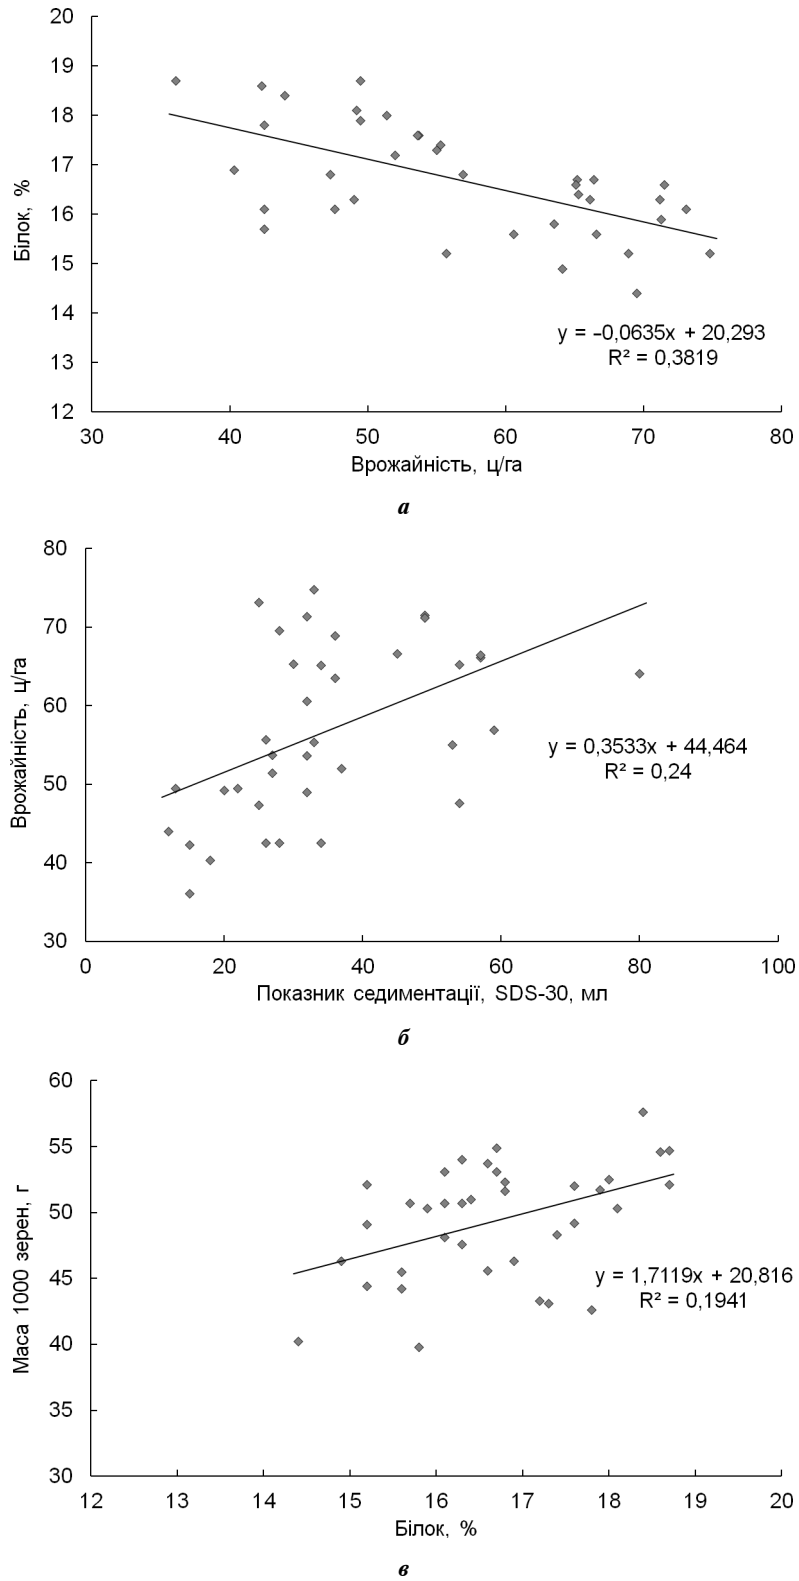 20
19
18
17
16
15
14
13
12
Білок, %
y = –0,0635x + 20,293
R² = 0,3819
30 40 50 60 70 80
Врожайність, ц/га
а
80
70
60
50
40
30
Врожайність, ц/га
y = 0,3533x + 44,464
R² = 0,24
0 20 40 60 80 100
Показник седиментації, SDS-30, мл
б
60
55
50
45
40
35
30
Маса 1000 зерен, г
y = 1,7119x + 20,816
R² = 0,1941
12 13 14 15 16 17 18 19 20
Білок, %
в